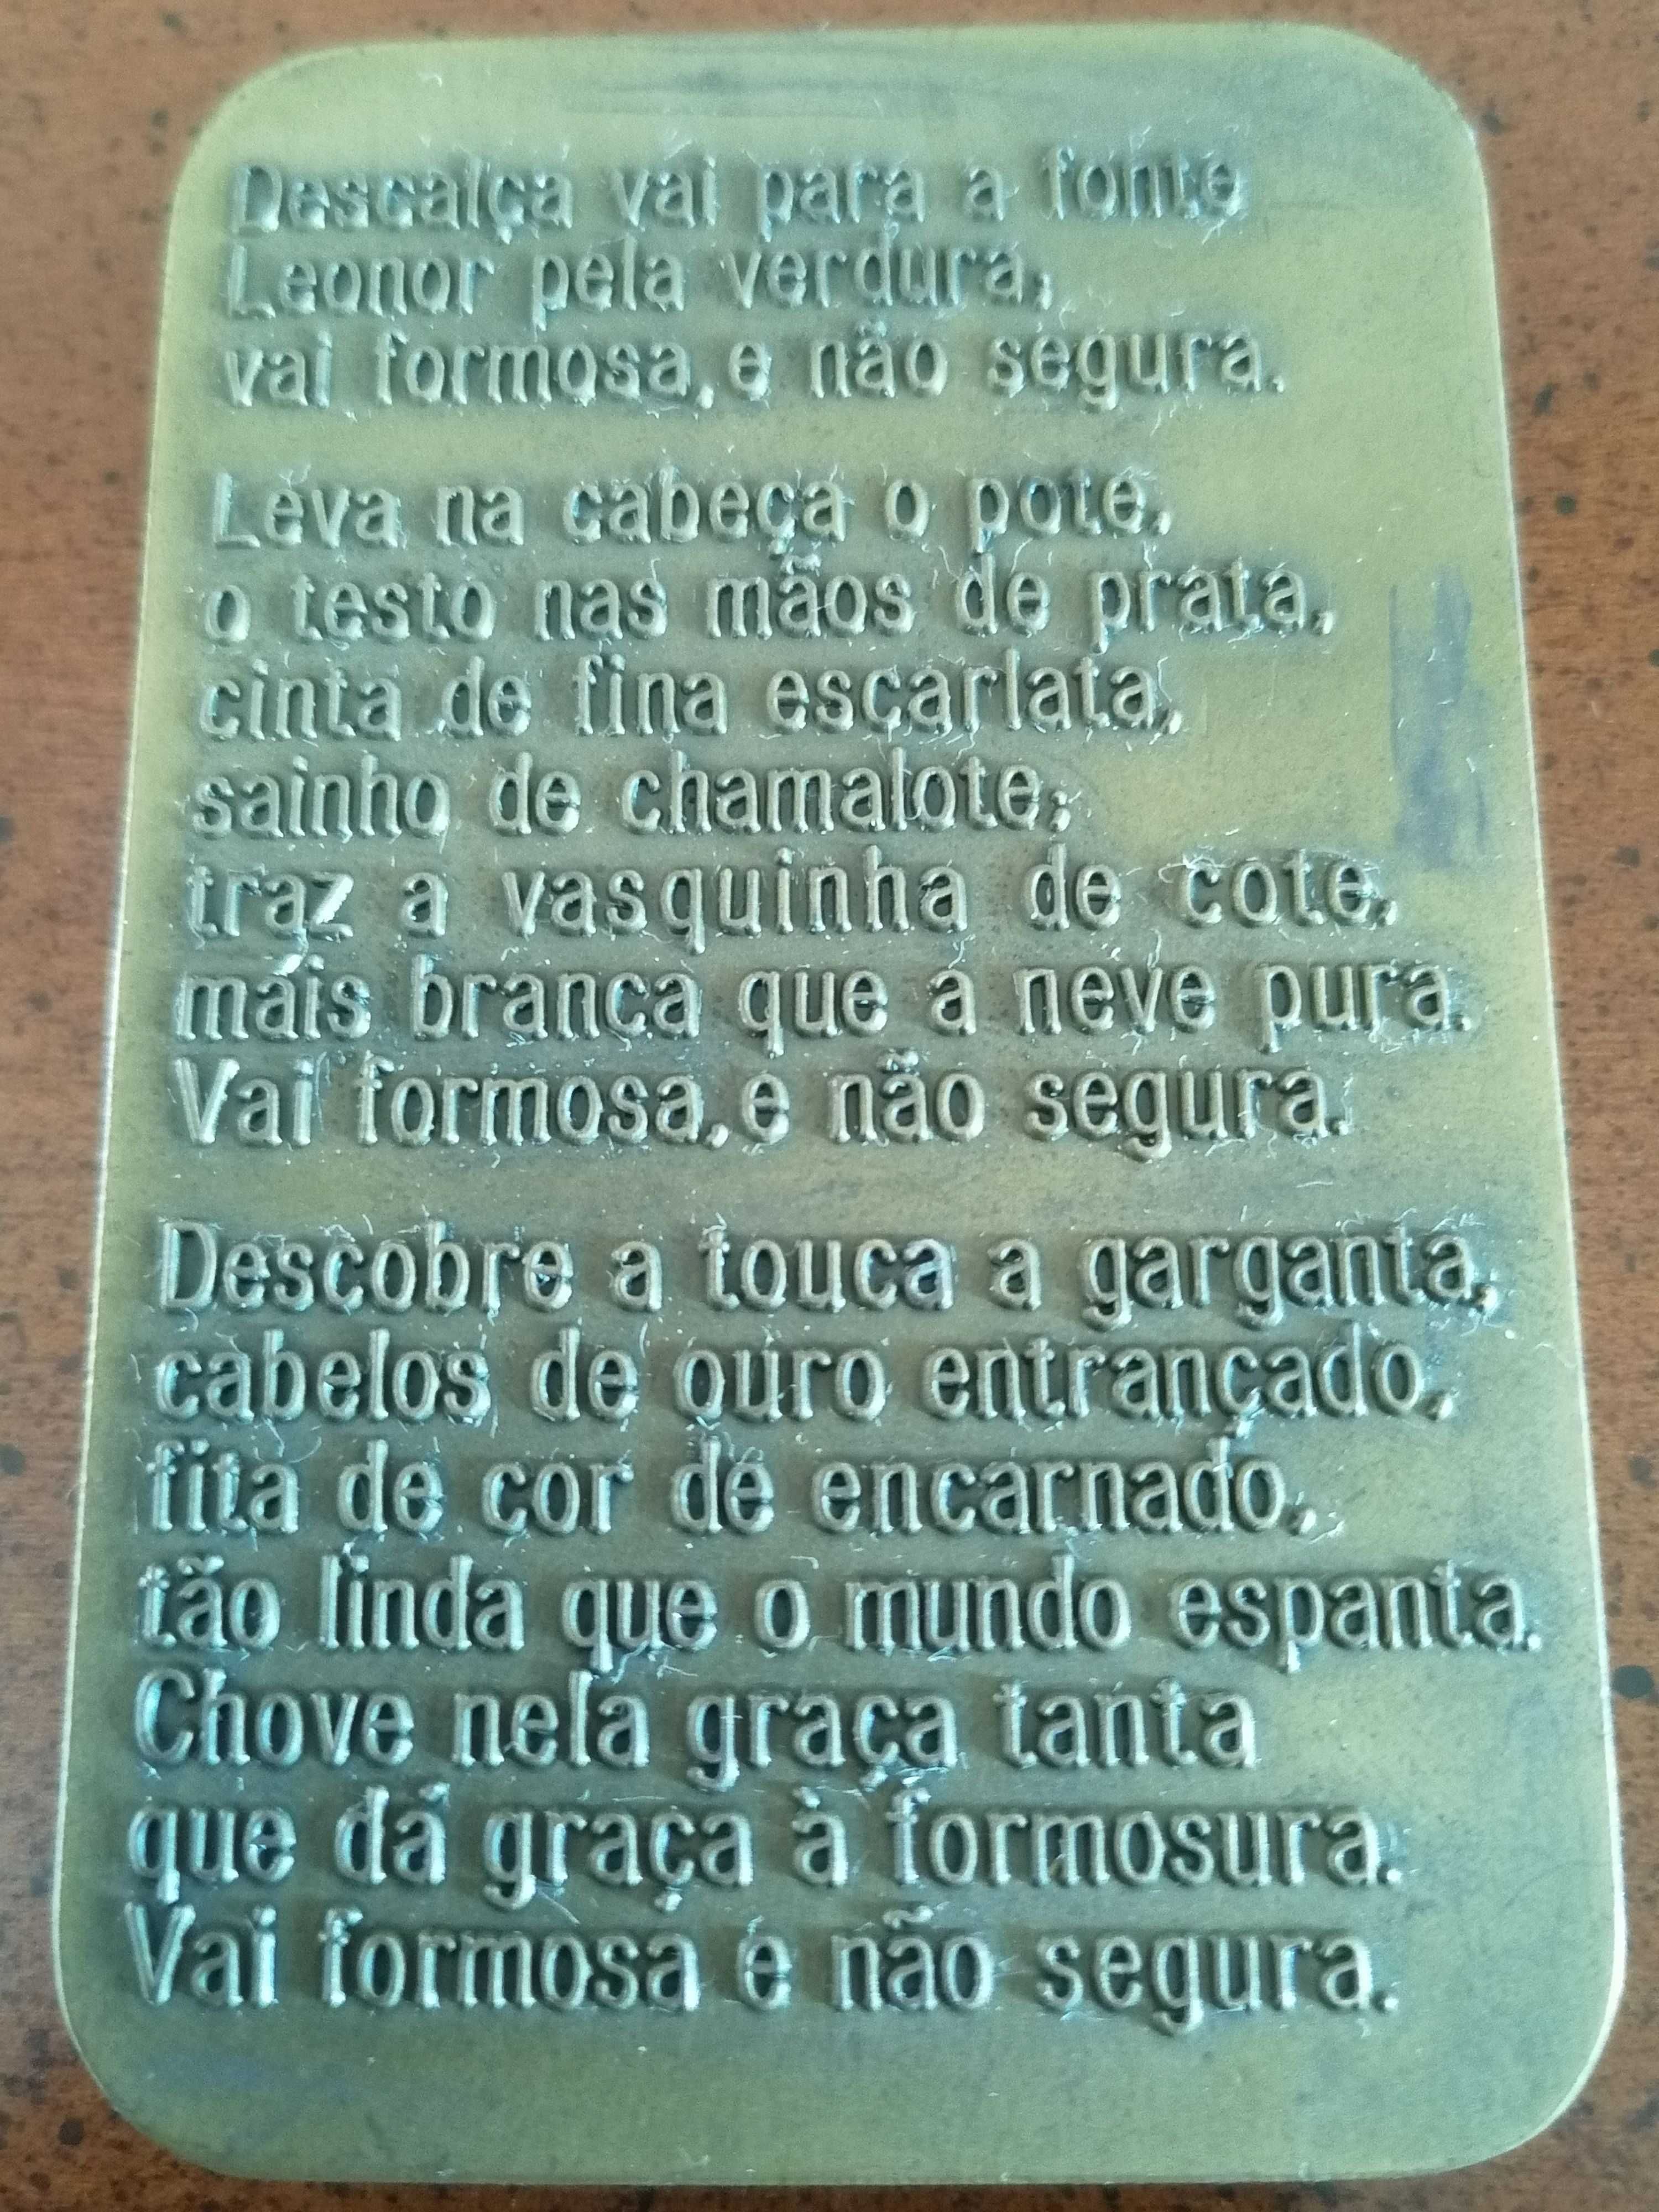 Descalça vai para a fonte
Leonor pela verdura;
vai formosa, e não segura.
Leva na cabeça o pote,
o testo nas mãos de prata,
cinta de fina escarlata,
sainho de chamalote;
traz a vasquinha de cote,
mais branca que a neve pura.
Vai formosa, e não segura.
Descobre a touca a garganta,
cabelos de ouro entrançado,
fita de cor de encarnado,
tão linda que o mundo espanta.
Chove nela graça tanta
que dá graça à formosura.
Vai formosa e não segura.